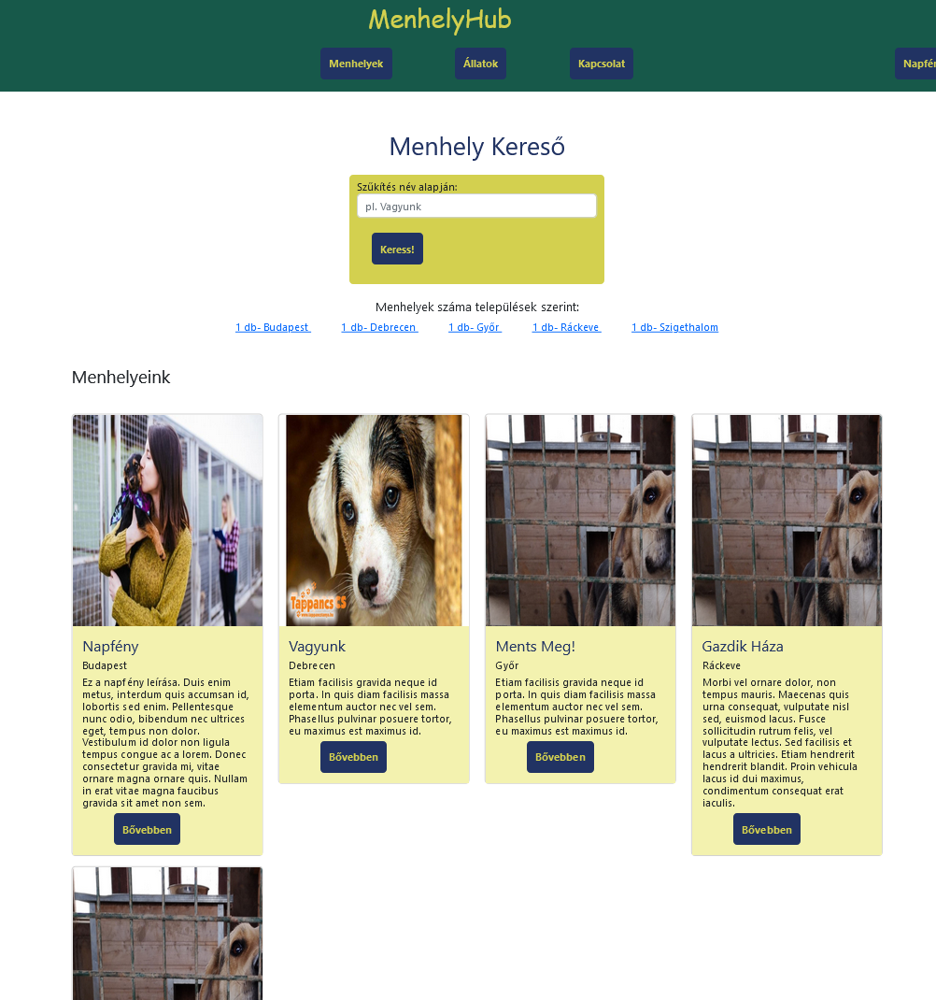 MenhelyHub
Menhelyek Állatok Kapcsolat
Menhely Kereső
Szűkítés név alapján:
pl. Vagyunk
Keress!
Menhelyek száma települések szerint:
1 db- Budapest 1 db- Debrecen 1 db- Győr 1 db- Ráckeve 1 db- Szigethalom
Menhelyeink
Tappancs
Napfény
Budapest
Ez a napfény leírása. Duis enim
metus, interdum quis accumsan id,
lobortis sed enim. Pellentesque
nunc odio, bibendum nec ultrices
eget, tempus non dolor.
Vestibulum id dolor non ligula
tempus congue ac a lorem. Donec
consectetur gravida mi, vitae
ornare magna ornare quis. Nullam
in erat vitae magna faucibus
gravida sit amet non sem.
Bővebben
Vagyunk
Debrecen
Etiam facilisis gravida neque id
porta. In quis diam facilisis massa
elementum auctor nec vel sem.
Phasellus pulvinar posuere tortor,
eu maximus est maximus id.
Bővebben
Ments Meg!
Győr
Etiam facilisis gravida neque id
porta. In quis diam facilisis massa
elementum auctor nec vel sem.
Phasellus pulvinar posuere tortor,
eu maximus est maximus id.
Bővebben
Gazdik Háza
Ráckeve
Morbi vel ornare dolor, non
tempus mauris. Maecenas quis
urna consequat, vulputate nisl
sed, euismod lacus. Fusce
sollicitudin rutrum felis, vel
vulputate lectus. Sed facilisis et
lacus a ultricies. Etiam hendrerit
hendrerit blandit. Proin vehicula
lacus id dui maximus,
condimentum consequat erat
iaculis.
Bővebben